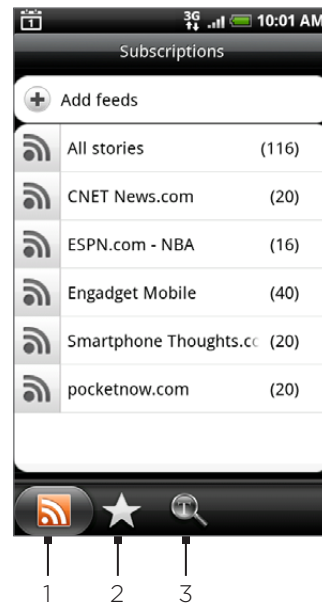 1 3G 10:01 AM
Subscriptions
Add feeds
All stories (116)
CNET News.com (20)
ESPN.com - NBA (16)
Engadget Mobile (40)
Smartphone Thoughts.cc (20)
pocketnow.com (20)
T
1 2 3